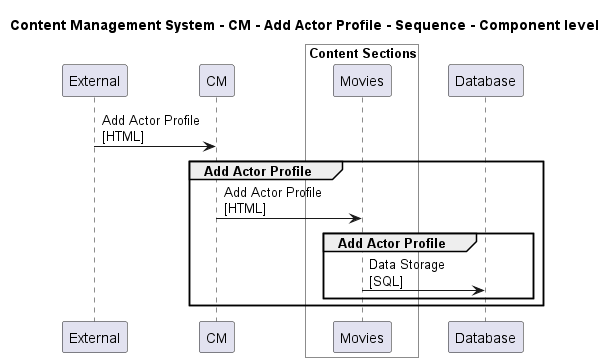 Content Management System - CM - Add Actor Profile - Sequence - Component level
Content Sections
External
CM
Movies
Database
Add Actor Profile
[HTML]
Add Actor Profile
Add Actor Profile
[HTML]
Add Actor Profile
Data Storage
[SQL]
External
CM
Movies
Database